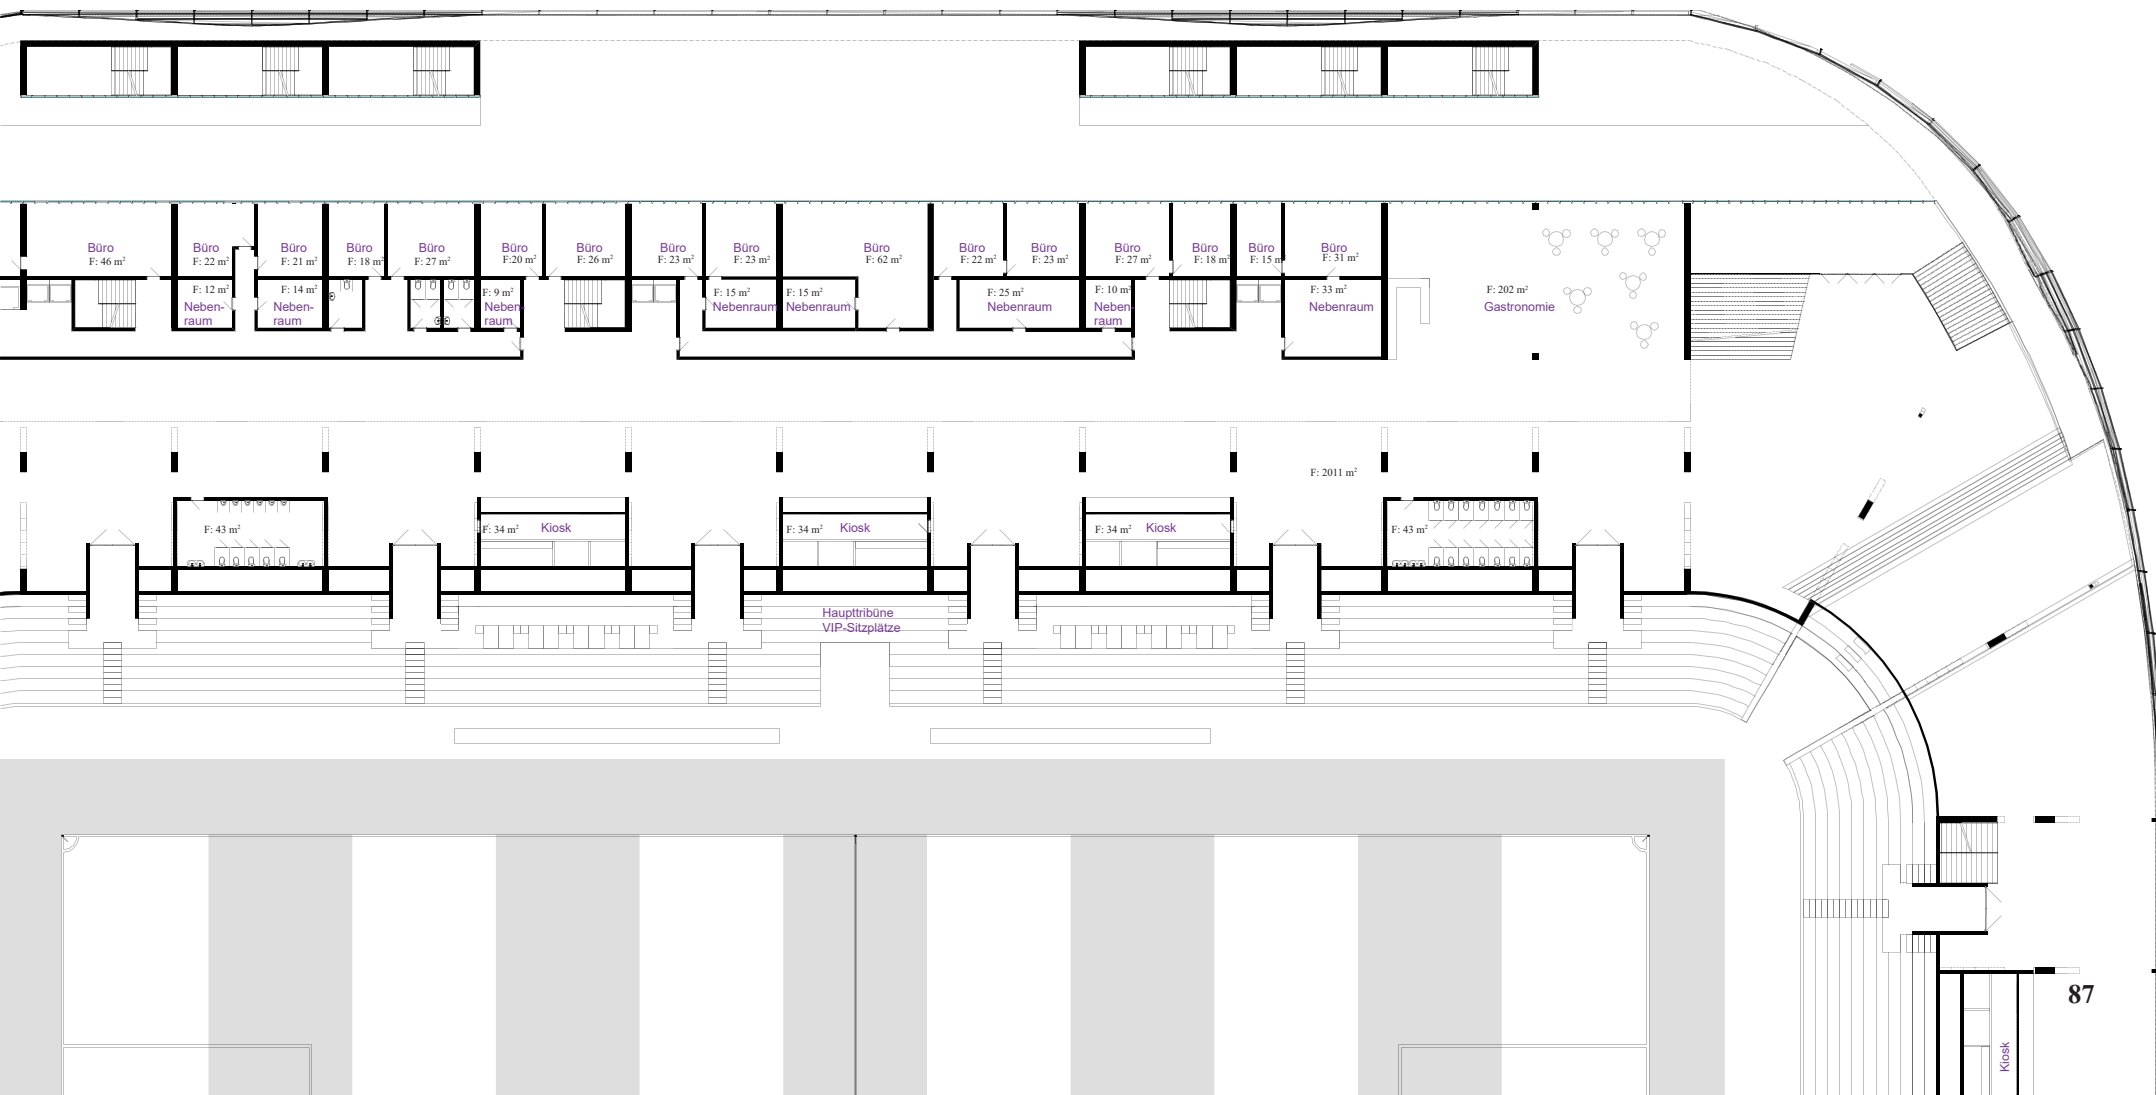 Büro
F: 46 m²
Büro
F: 22 m²
Büro
F: 21 m²
Büro
F: 18 m²
Büro
F: 27 m²
Büro
F:20 m²
Büro
F: 26 m²
Büro
F: 23 m²
Büro
F: 23 m²
Büro
F: 62 m²
Büro
F: 22 m²
Büro
F: 23 m²
Büro
F: 27 m²
Büro
F: 18 m²
Büro
F: 15 m²
Büro
F: 31 m²
F: 12 m²
Neben-
raum
F: 14 m²
Neben-
raum
F: 9 m²
Neben-
raum
F: 15 m²
Nebenraum
F: 15 m²
Nebenraum
F: 25 m²
Nebenraum
F: 10 m²
Neben-
raum
F: 33 m²
Nebenraum
F: 202 m²
Gastronomie
F: 2011 m²
F: 43 m²
F: 34 m²
Kiosk
F: 34 m²
Kiosk
F: 34 m²
Kiosk
F: 43 m²
Haupttribüne
VIP-Sitzplätze
87
Kiosk